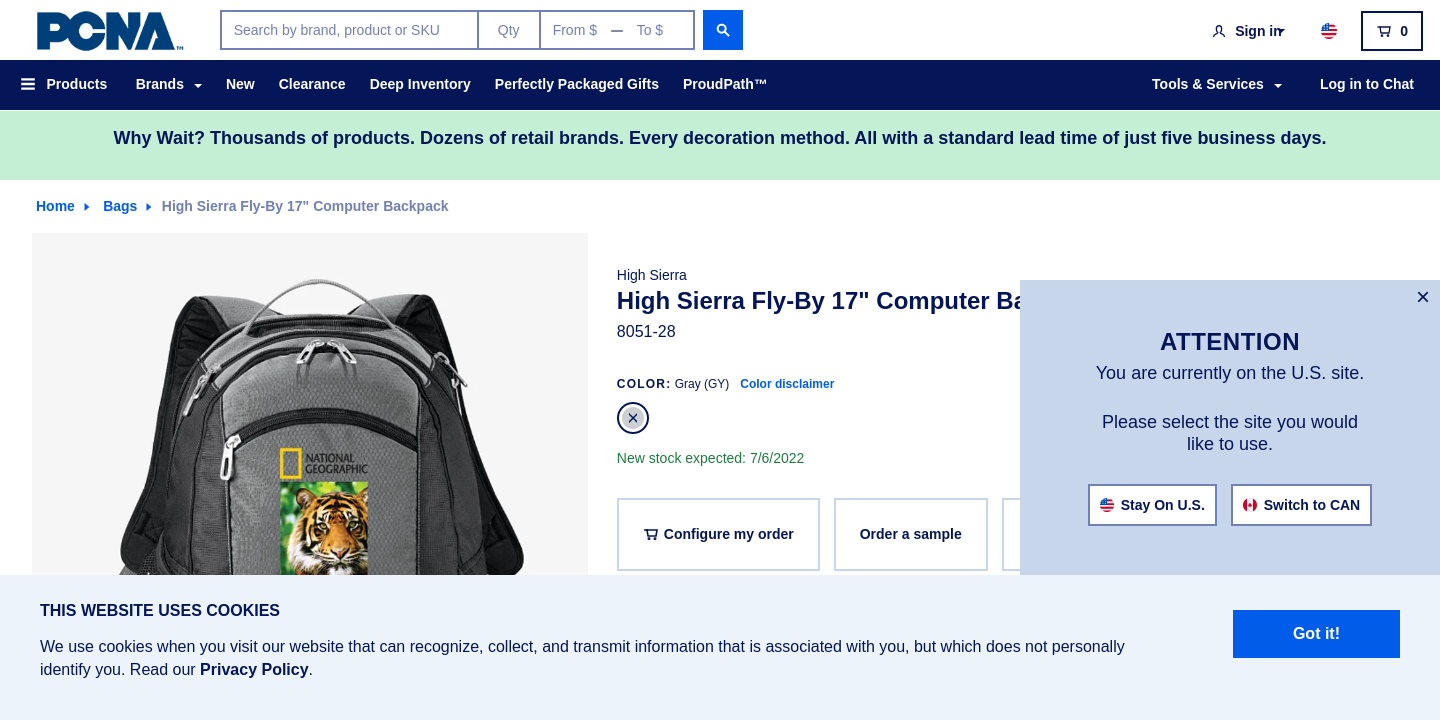 PCNA™
Search by brand, product or SKU
Qty
From $ — To $
Sign in
0
Products
Brands
New
Clearance
Deep Inventory
Perfectly Packaged Gifts
ProudPath™
Tools & Services
Log in to Chat
Why Wait? Thousands of products. Dozens of retail brands. Every decoration method. All with a standard lead time of just five business days.
Home
Bags
High Sierra Fly-By 17" Computer Backpack
NATIONAL
GEOGRAPHIC
High Sierra
High Sierra Fly-By 17" Computer Ba
8051-28
COLOR: Gray (GY) Color disclaimer
New stock expected: 7/6/2022
Configure my order
Order a sample
ATTENTION
You are currently on the U.S. site.
Please select the site you would
like to use.
Stay On U.S.
Switch to CAN
THIS WEBSITE USES COOKIES
We use cookies when you visit our website that can recognize, collect, and transmit information that is associated with you, but which does not personally
identify you. Read our Privacy Policy.
Got it!